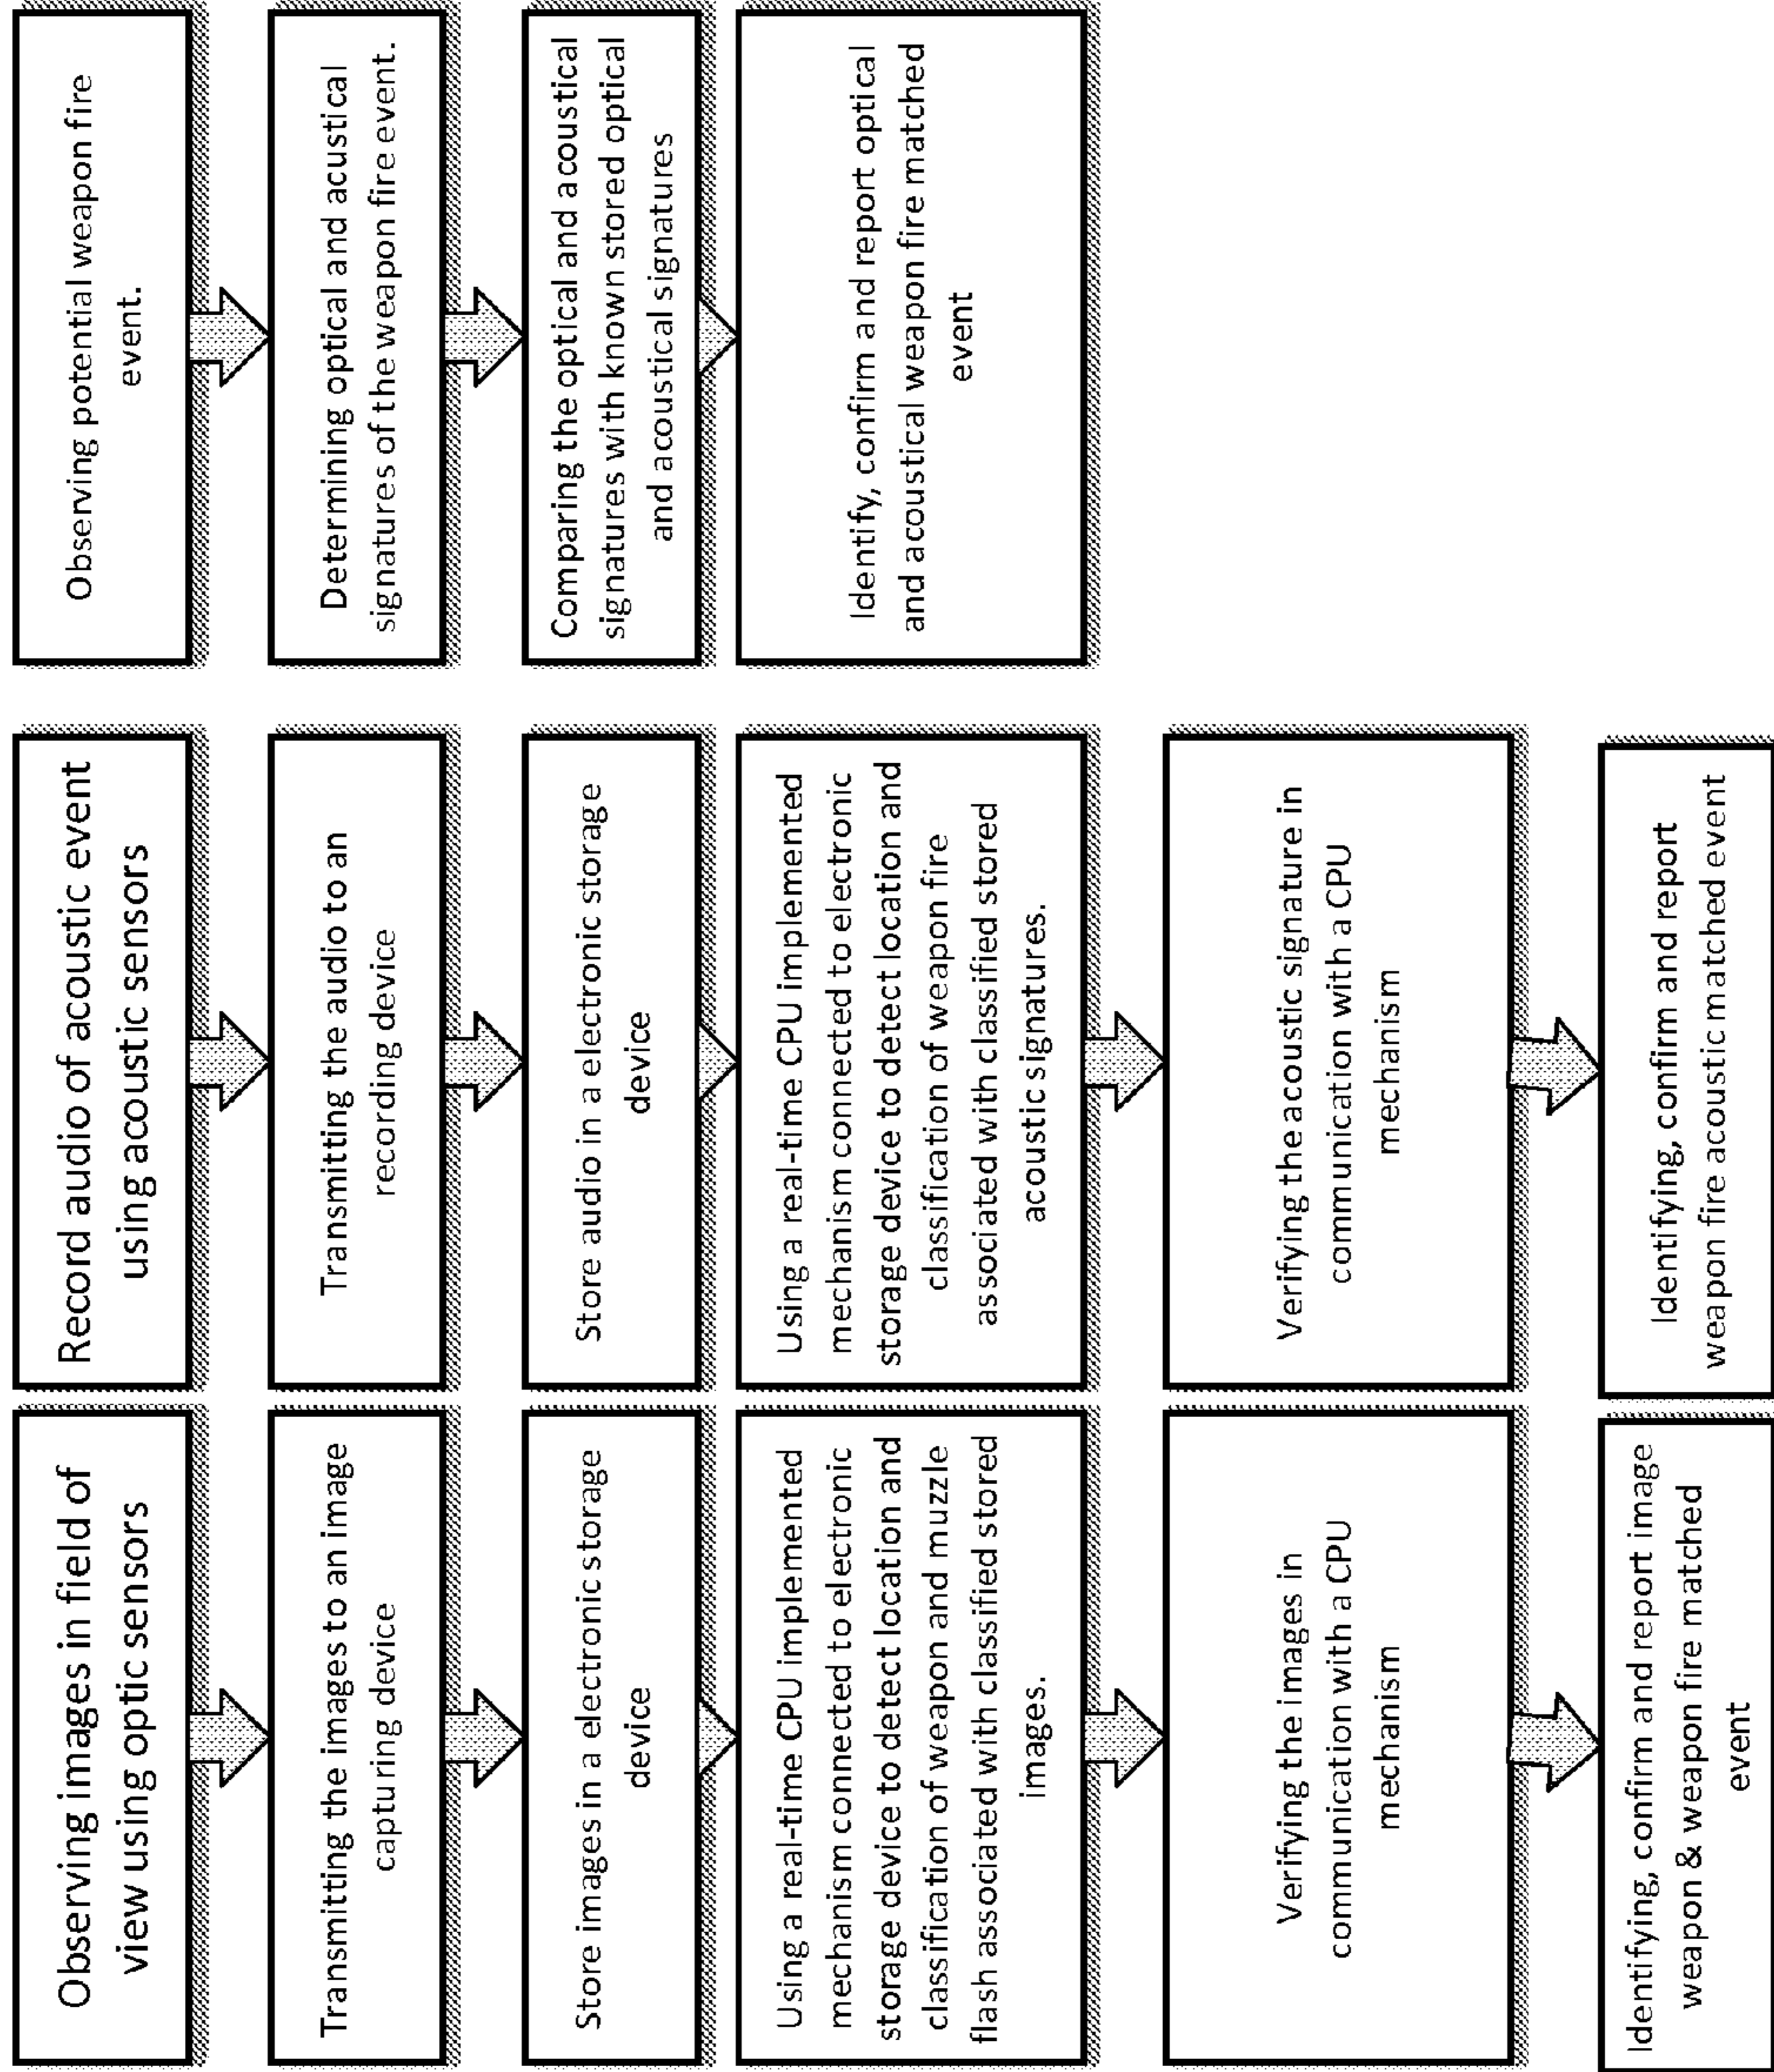 Observing images in field of
view using optic sensors
Transmitting the images to an image
capturing device
Store images in a electronic storage
device
Using a real-time CPU implemented
mechanism connected to electronic
storage device to detect location and
classification of weapon and muzzle
flash associated with classified stored
images.
Verifying the images in
communication with a CPU
mechanism
Identifying, confirm and report image
weapon & weapon fire matched
event
Record audio of acoustic event
using acoustic sensors
Transmitting the audio to an
recording device
Store audio in a electronic storage
device
Using a real-time CPU implemented
mechanism connected to electronic
storage device to detect location and
classification of weapon fire
associated with classified stored
acoustic signatures.
Verifying the acoustic signature in
communication with a CPU
mechanism
Identifying, confirm and report
weapon fire acoustic matched event
Observing potential weapon fire
event.
Determining optical and acustical
signatures of the weapon fire event.
Comparing the optical and acoustical
signatures with known stored optical
and acoustical signatures
Identify, confirm and report optical
and acoustical weapon fire matched
event